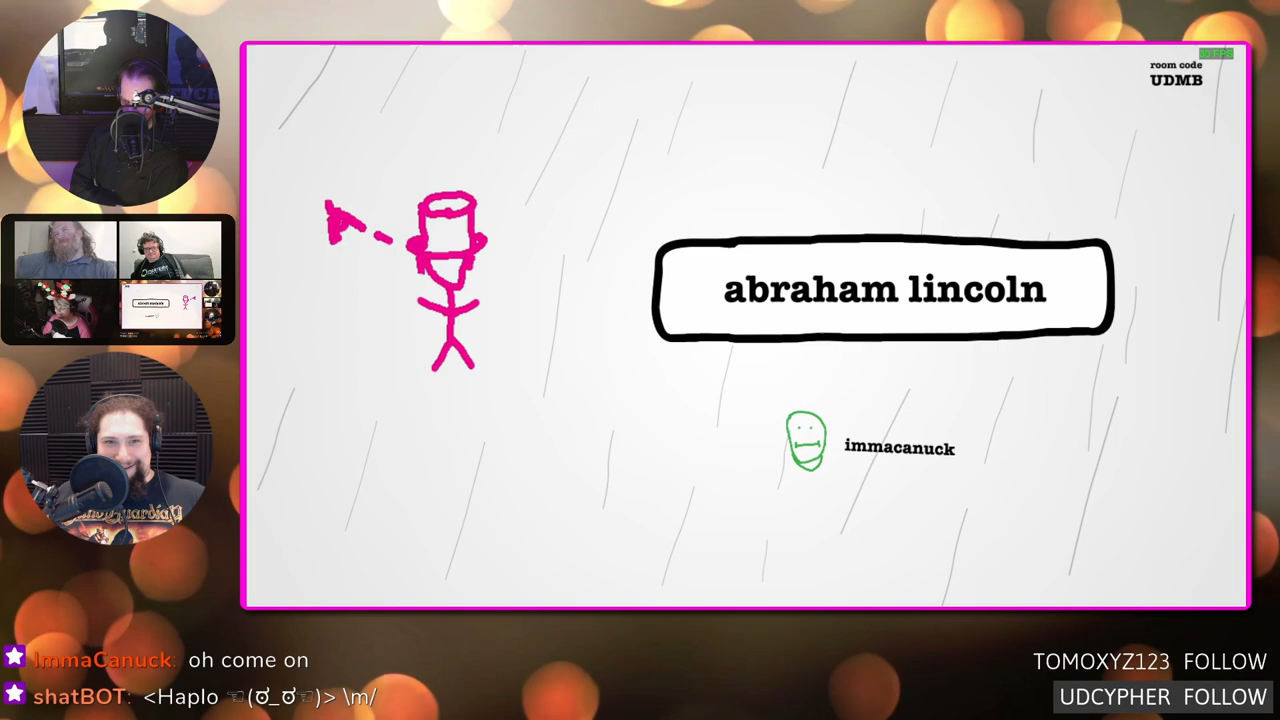 room code
UDMB
abraham lincoln
immacanuck
ImmaCanuck: oh come on
shatBOT: <Haplo ☜(ಠ_ಠ☜)> \m/
TOMOXYZ123 FOLLOW
UDCYPHER FOLLOW